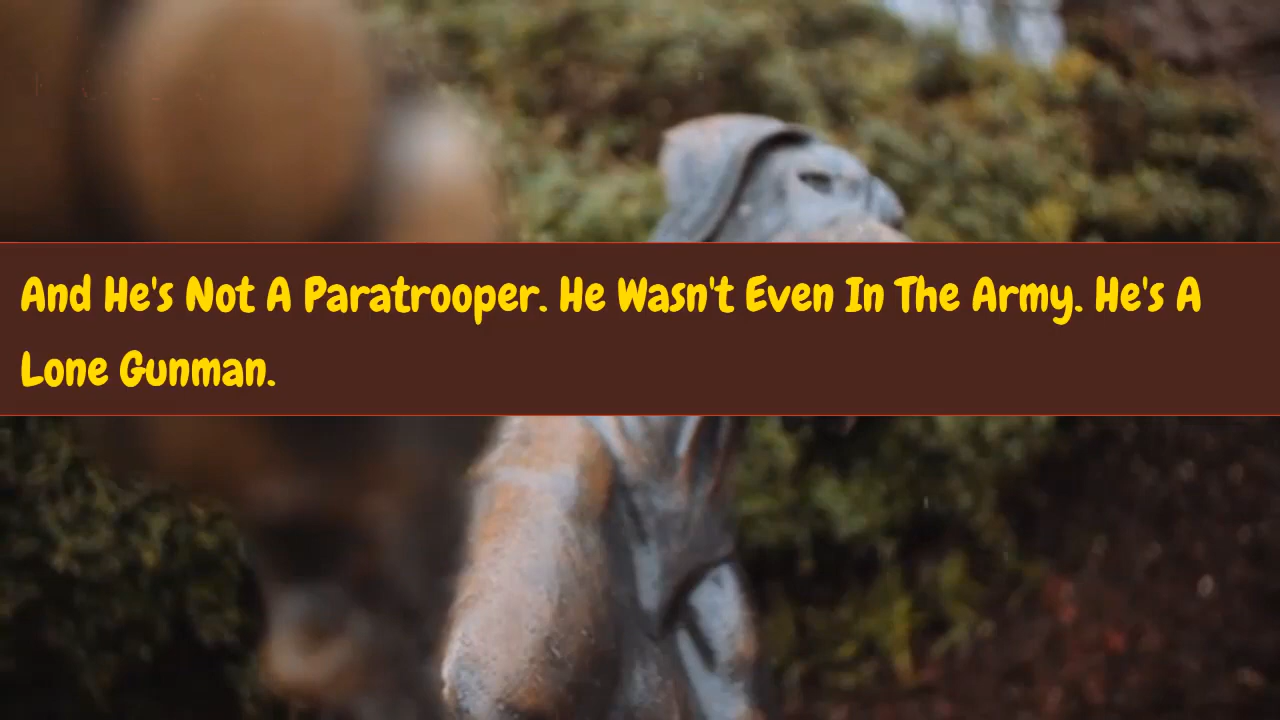 And He's Not A Paratrooper. He Wasn't Even In The Army. He's A
Lone Gunman.